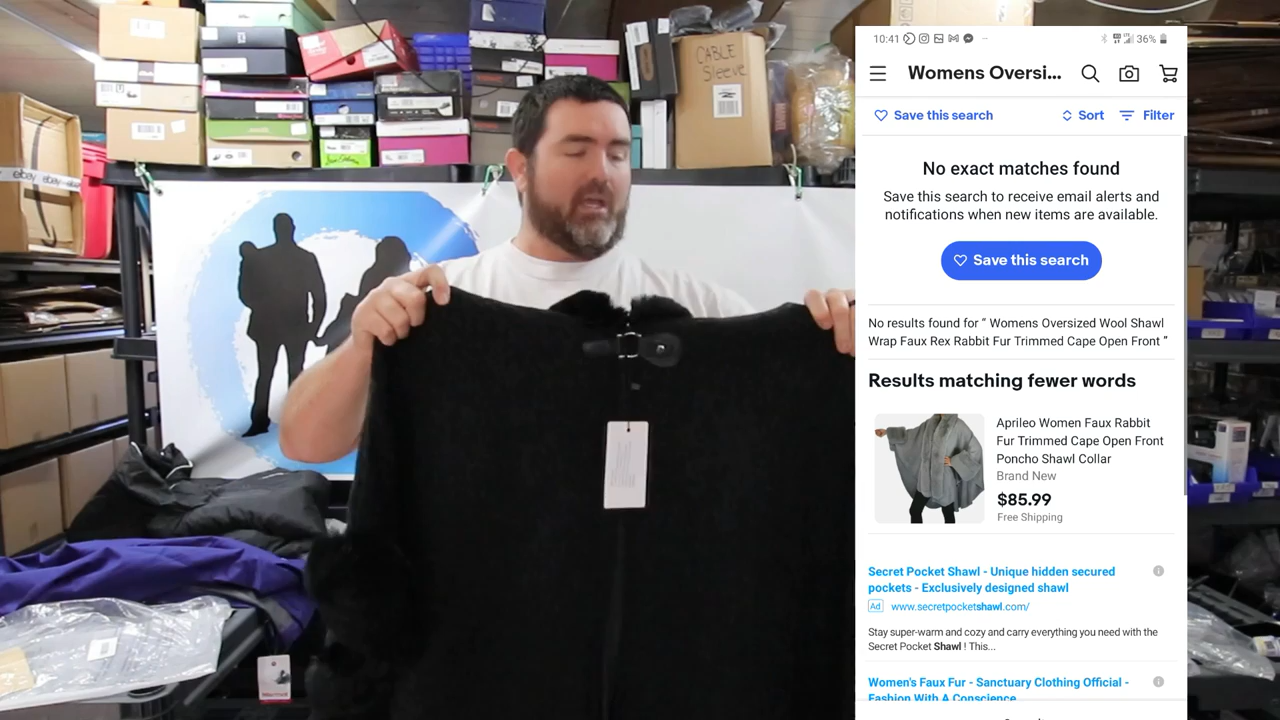 CABLE
Sleeve
ebay
10:41
36%
Womens Oversi...
Save this search
Sort
Filter
No exact matches found
Save this search to receive email alerts and
notifications when new items are available.
Save this search
No results found for " Womens Oversized Wool Shawl
Wrap Faux Rex Rabbit Fur Trimmed Cape Open Front "
Results matching fewer words
Aprileo Women Faux Rabbit
Fur Trimmed Cape Open Front
Poncho Shawl Collar
Brand New
$85.99
Free Shipping
Secret Pocket Shawl - Unique hidden secured
pockets - Exclusively designed shawl
Ad www.secretpocketshawl.com/
Stay super-warm and cozy and carry everything you need with the
Secret Pocket Shawl ! This...
Women's Faux Fur - Sanctuary Clothing Official -
Fashion With A Conscience